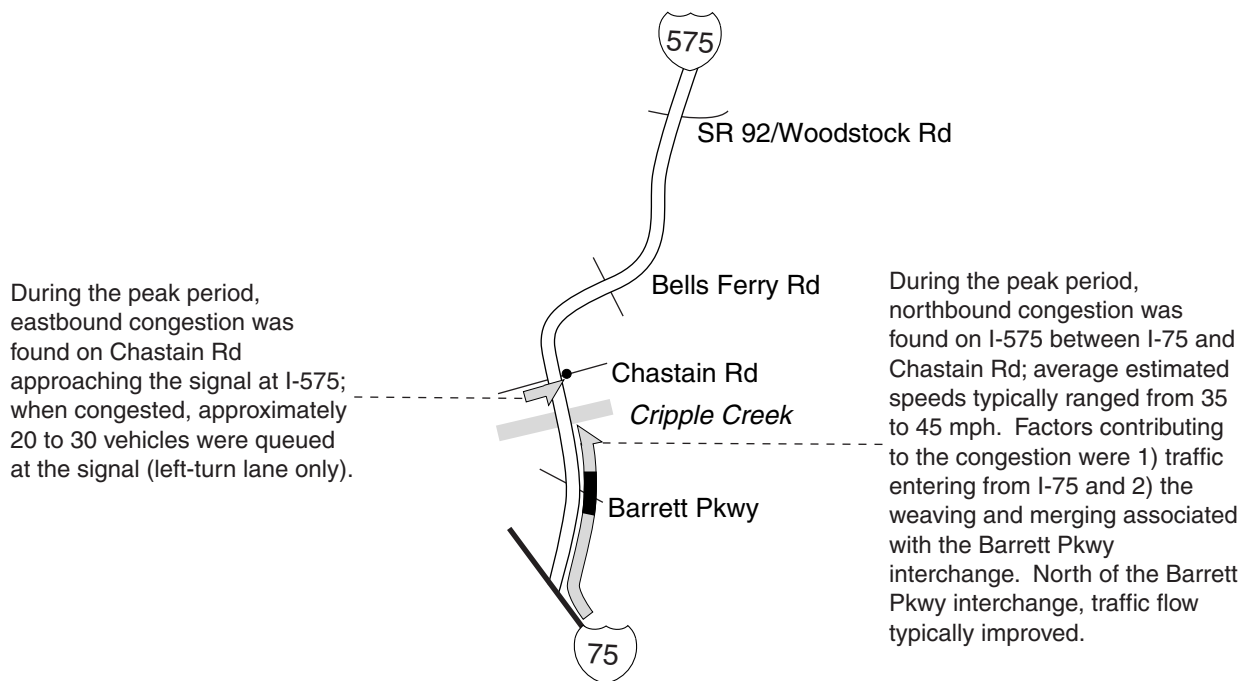 575
SR 92/Woodstock Rd
Bells Ferry Rd
During the peak period,
eastbound congestion was
found on Chastain Rd
approaching the signal at I-575;
when congested, approximately
20 to 30 vehicles were queued
at the signal (left-turn lane only).
Chastain Rd
Cripple Creek
Barrett Pkwy
During the peak period,
northbound congestion was
found on I-575 between I-75 and
Chastain Rd; average estimated
speeds typically ranged from 35
to 45 mph.  Factors contributing
to the congestion were 1) traffic
entering from I-75 and 2) the
weaving and merging associated
with the Barrett Pkwy
interchange.  North of the Barrett
Pkwy interchange, traffic flow
typically improved.
75